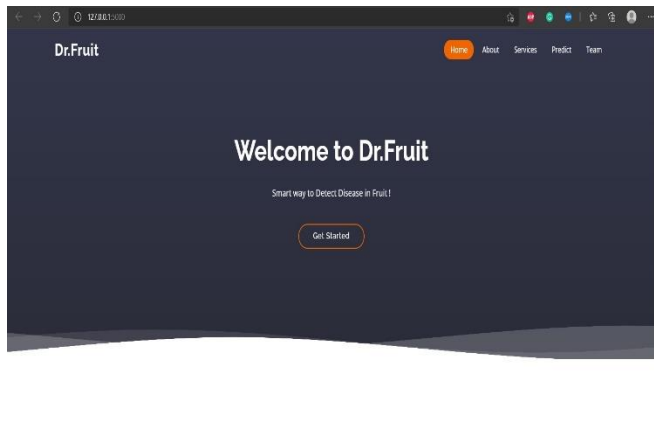 127.0.0.1:5000
Dr.Fruit
Home About Services Predict Team
Welcome to Dr.Fruit
Smart way to Detect Disease in Fruit !
Get Started